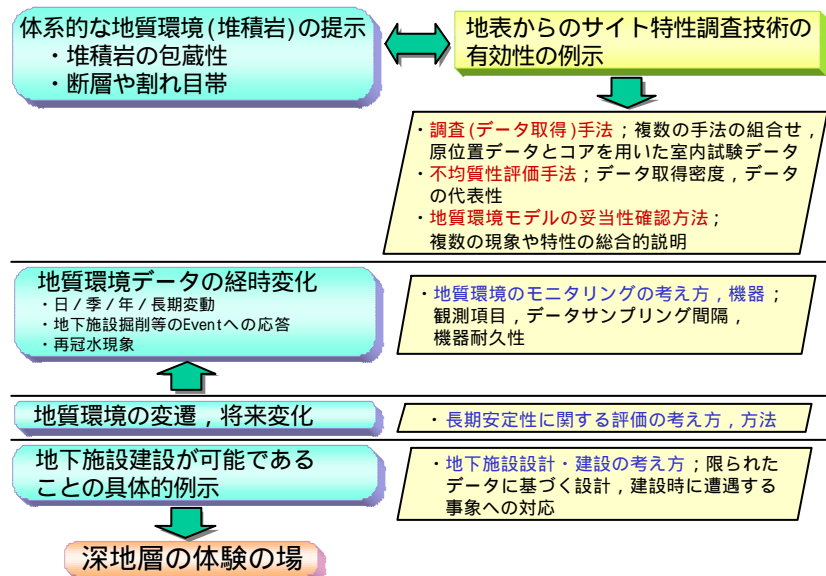 体系的な地質環境(堆積岩)の提示
・堆積岩の包蔵性
・断層や割れ目帯
地表からのサイト特性調査技術の
有効性の例示
・調査(データ取得)手法；複数の手法の組合せ，
原位置データとコアを用いた室内試験データ
・不均質性評価手法；データ取得密度，データ
の代表性
・地質環境モデルの妥当性確認方法；
複数の現象や特性の総合的説明
地質環境データの経時変化
・日/季/年/長期変動
・地下施設掘削等のEventへの応答
・再冠水現象
・地質環境のモニタリングの考え方，機器；
観測項目，データサンプリング間隔，
機器耐久性
地質環境の変遷，将来変化
・長期安定性に関する評価の考え方，方法
地下施設建設が可能である
ことの具体的例示
・地下施設設計・建設の考え方；限られた
データに基づく設計，建設時に遭遇する
事象への対応
深地層の体験の場